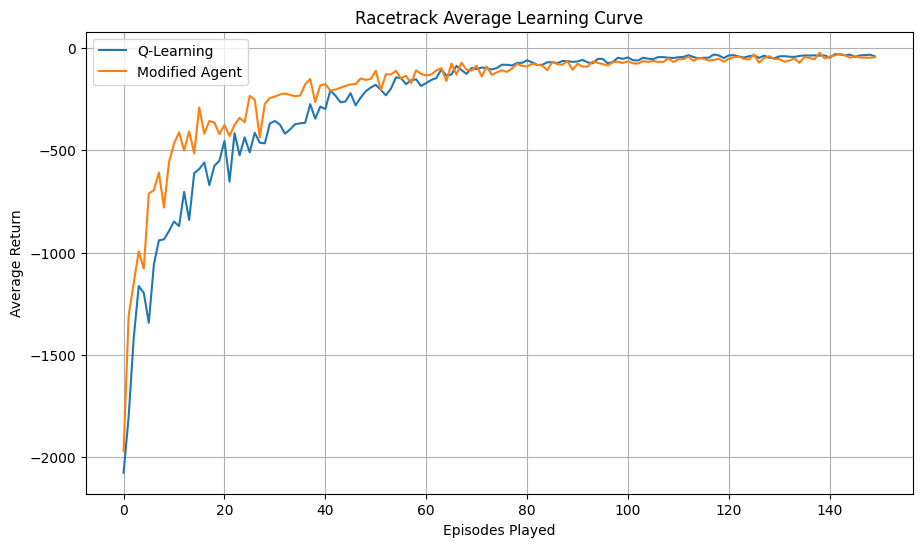 Racetrack Average Learning Curve
Q-Learning
Modified Agent
0
−500
−1000
−1500
−2000
Average Return
0 20 40 60 80 100 120 140
Episodes Played